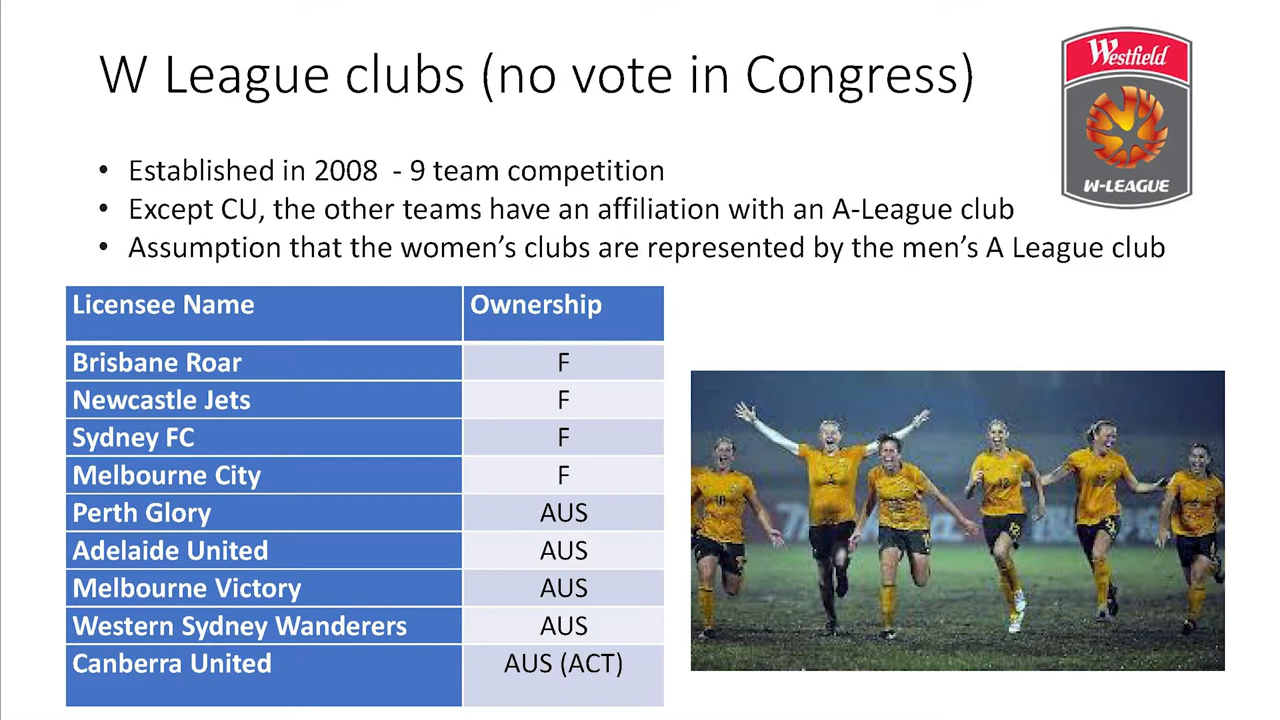 W League clubs (no vote in Congress)
Westfield
W-LEAGUE
• Established in 2008 - 9 team competition
• Except CU, the other teams have an affiliation with an A-League club
• Assumption that the women's clubs are represented by the men's A League club
Licensee Name Ownership
Brisbane Roar F
Newcastle Jets F
Sydney FC F
Melbourne City F
Perth Glory AUS
Adelaide United AUS
Melbourne Victory AUS
Western Sydney Wanderers AUS
Canberra United AUS (ACT)